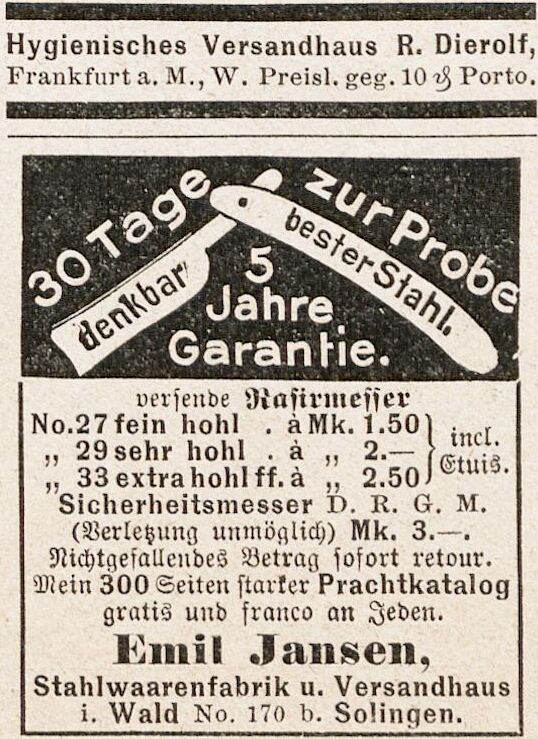 Hygienisches Versandhaus R. Dierolf,
Frankfurt a. M., W. Preisl. geg. 10 ₰ Porto.
30 Tage zur Probe
denkbar bester Stahl.
5
Jahre
Garantie.
versende Rasirmesser
No. 27 fein hohl . à Mk. 1.50
„ 29 sehr hohl . à „ 2.—
„ 33 extra hohl ff. à „ 2.50
incl.
Etuis.
Sicherheitsmesser D. R. G. M.
(Verletzung unmöglich) Mk. 3.—.
Nichtgefallendes Betrag sofort retour.
Mein 300 Seiten starker Prachtkatalog
gratis und franco an Jeden.
Emil Jansen,
Stahlwaarenfabrik u. Versandhaus
i. Wald No. 170 b. Solingen.